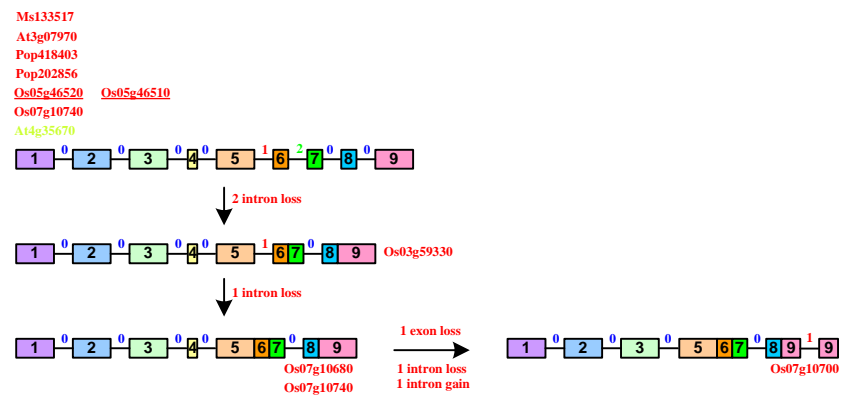 Ms133517
At3g07970
Pop418403
Pop202856
Os05g46520 Os05g46510
Os07g10740
At4g35670
0 0 0 0 1 2 0 0
1 2 3 4 5 6 7 8 9
2 intron loss
0 0 0 0 1 0
1 2 3 4 5 6 7 8 9 Os03g59330
1 intron loss
0 0 0 0 0
1 2 3 4 5 6 7 8 9
Os07g10680
Os07g10740
1 exon loss
1 intron loss
1 intron gain
0 0 0 0 1
1 2 3 5 6 7 8 9 9
Os07g10700